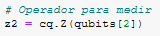 # Operador para medir
z2 = cq.Z(qubits[2])